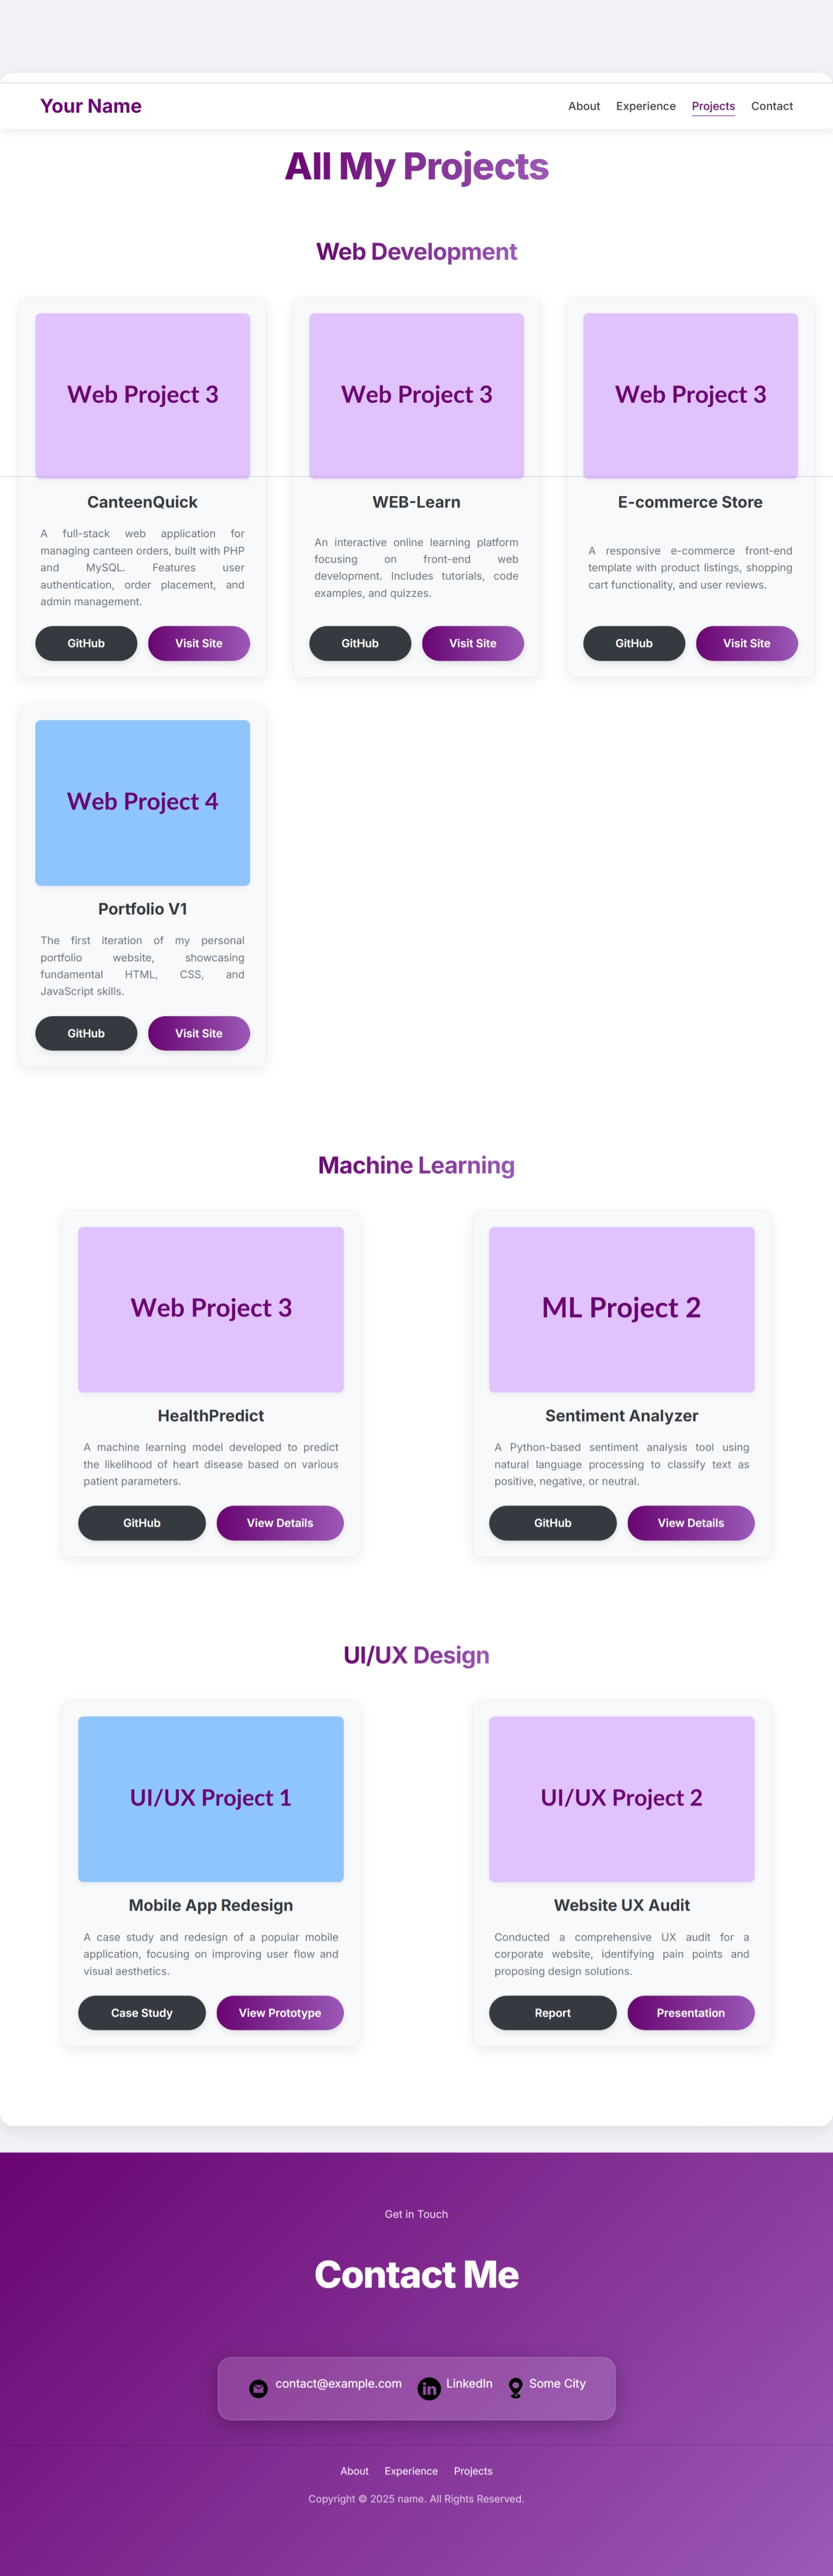 Your Name
About Experience Projects Contact
All My Projects
Web Development
Web Project 3
CanteenQuick
A full-stack web application for
managing canteen orders, built with PHP
and MySQL. Features user
authentication, order placement, and
admin management.
GitHub Visit Site
Web Project 3
WEB-Learn
An interactive online learning platform
focusing on front-end web
development. Includes tutorials, code
examples, and quizzes.
GitHub Visit Site
Web Project 3
E-commerce Store
A responsive e-commerce front-end
template with product listings, shopping
cart functionality, and user reviews.
GitHub Visit Site
Web Project 4
Portfolio V1
The first iteration of my personal
portfolio website, showcasing
fundamental HTML, CSS, and
JavaScript skills.
GitHub Visit Site
Machine Learning
Web Project 3
HealthPredict
A machine learning model developed to predict
the likelihood of heart disease based on various
patient parameters.
GitHub View Details
ML Project 2
Sentiment Analyzer
A Python-based sentiment analysis tool using
natural language processing to classify text as
positive, negative, or neutral.
GitHub View Details
UI/UX Design
UI/UX Project 1
Mobile App Redesign
A case study and redesign of a popular mobile
application, focusing on improving user flow and
visual aesthetics.
Case Study View Prototype
UI/UX Project 2
Website UX Audit
Conducted a comprehensive UX audit for a
corporate website, identifying pain points and
proposing design solutions.
Report Presentation
Get in Touch
Contact Me
contact@example.com LinkedIn Some City
About Experience Projects
Copyright © 2025 name. All Rights Reserved.